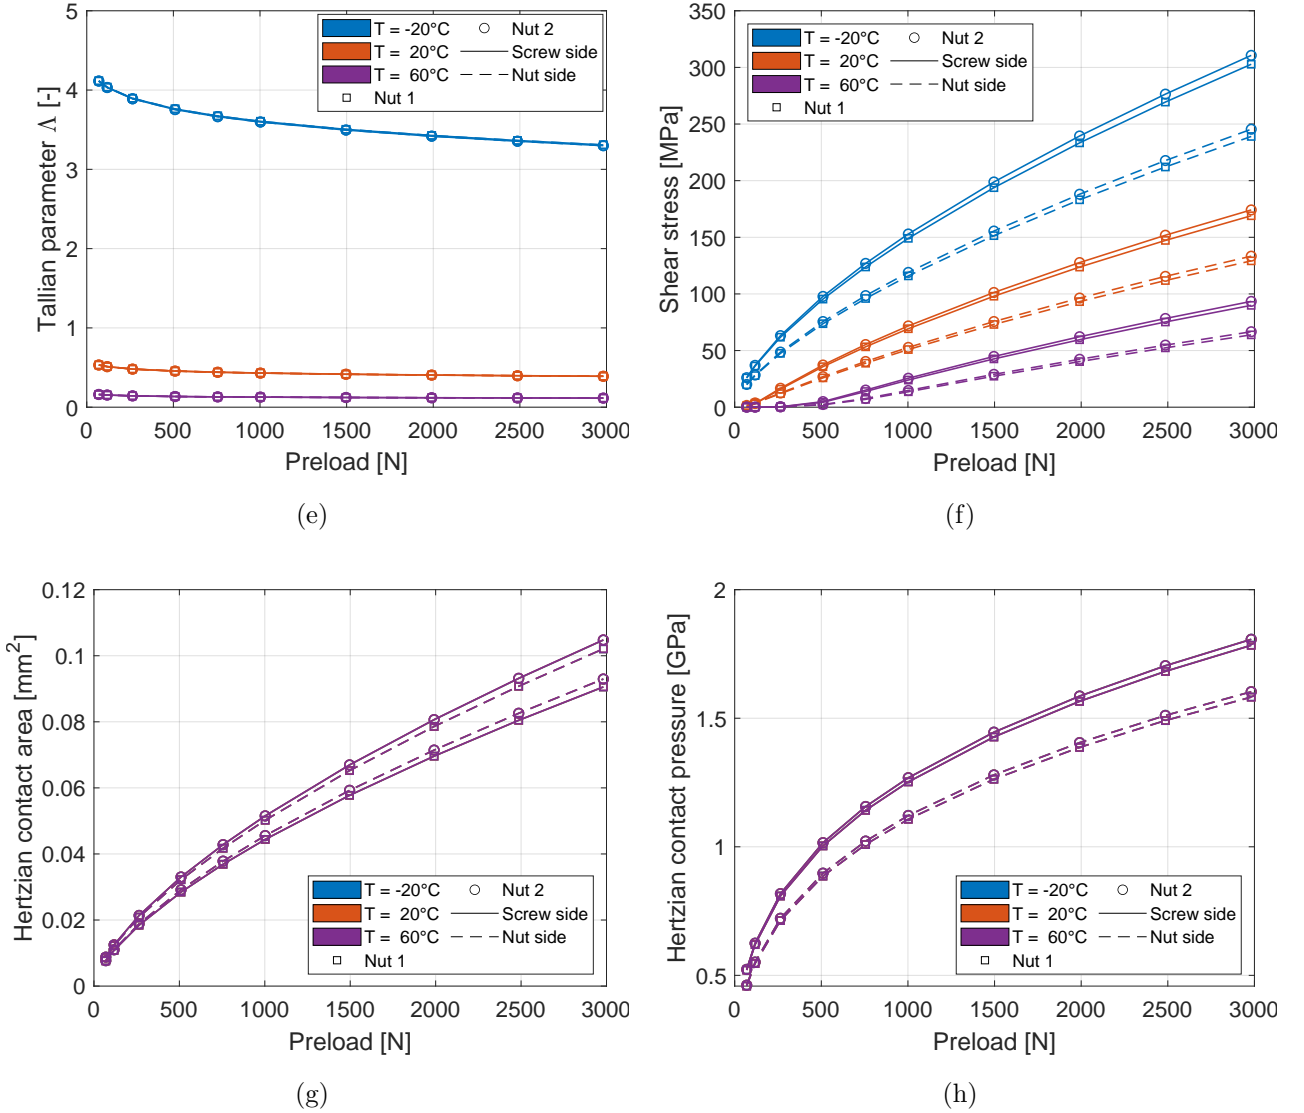 5
4
3
2
1
0
0 500 1000 1500 2000 2500 3000
Tallian parameter Λ [-]
Preload [N]
T = -20°C
T = 20°C
T = 60°C
Nut 1
Nut 2
Screw side
Nut side
(e)
350
300
250
200
150
100
50
0
0 500 1000 1500 2000 2500 3000
Shear stress [MPa]
Preload [N]
T = -20°C
T = 20°C
T = 60°C
Nut 1
Nut 2
Screw side
Nut side
(f)
0.12
0.1
0.08
0.06
0.04
0.02
0
0 500 1000 1500 2000 2500 3000
Hertzian contact area [mm²]
Preload [N]
T = -20°C
T = 20°C
T = 60°C
Nut 1
Nut 2
Screw side
Nut side
(g)
2
1.5
1
0.5
0 500 1000 1500 2000 2500 3000
Hertzian contact pressure [GPa]
Preload [N]
T = -20°C
T = 20°C
T = 60°C
Nut 1
Nut 2
Screw side
Nut side
(h)